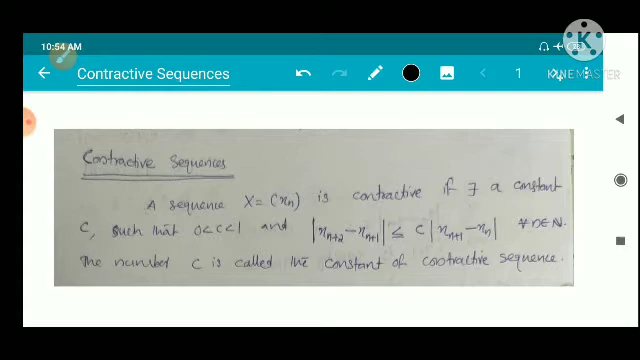 10:54 AM
KINEMASTER
Contractive Sequences
1
Contractive Sequences
A sequence X = (xₙ) is contractive if ∃ a constant
C, such that 0<C<1 and |xₙ₊₂ - xₙ₊₁| ≤ C |xₙ₊₁ - xₙ| ∀ n∈N.
The number C is called the constant of contractive sequence.